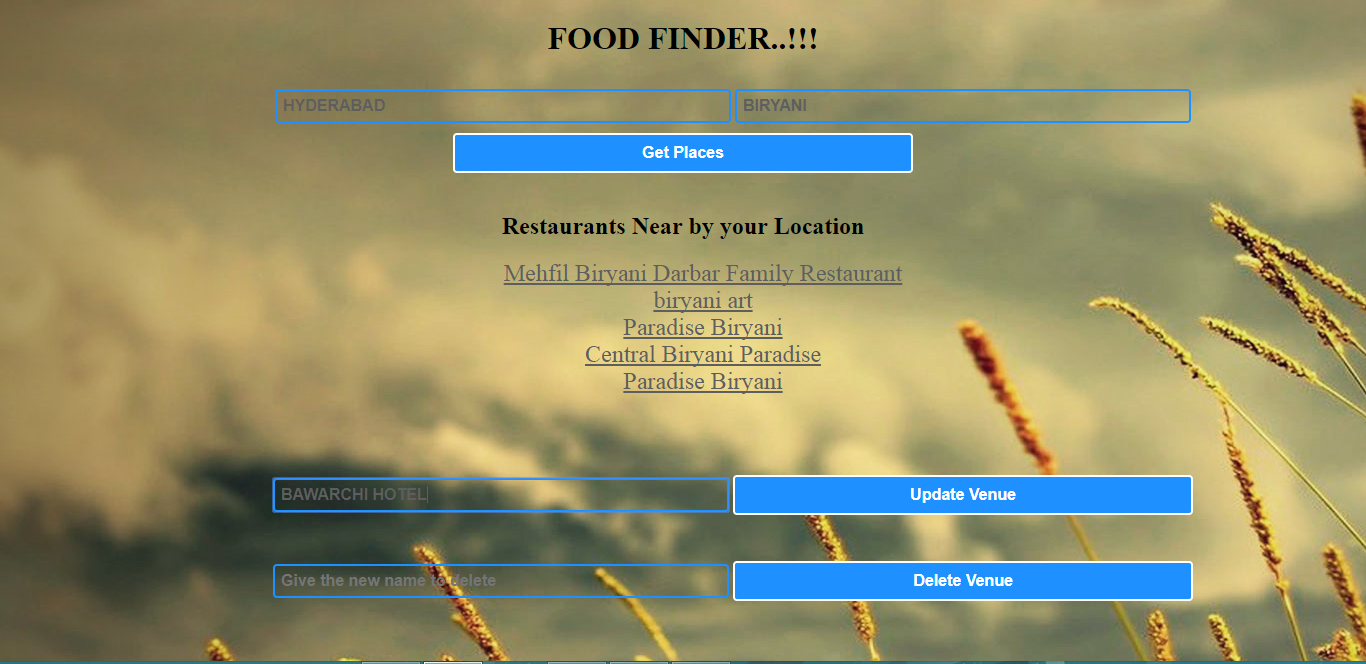 FOOD FINDER..!!!
HYDERABAD BIRYANI
Get Places
Restaurants Near by your Location
Mehfil Biryani Darbar Family Restaurant
biryani art
Paradise Biryani
Central Biryani Paradise
Paradise Biryani
BAWARCHI HOTEL Update Venue
Give the new name to delete Delete Venue